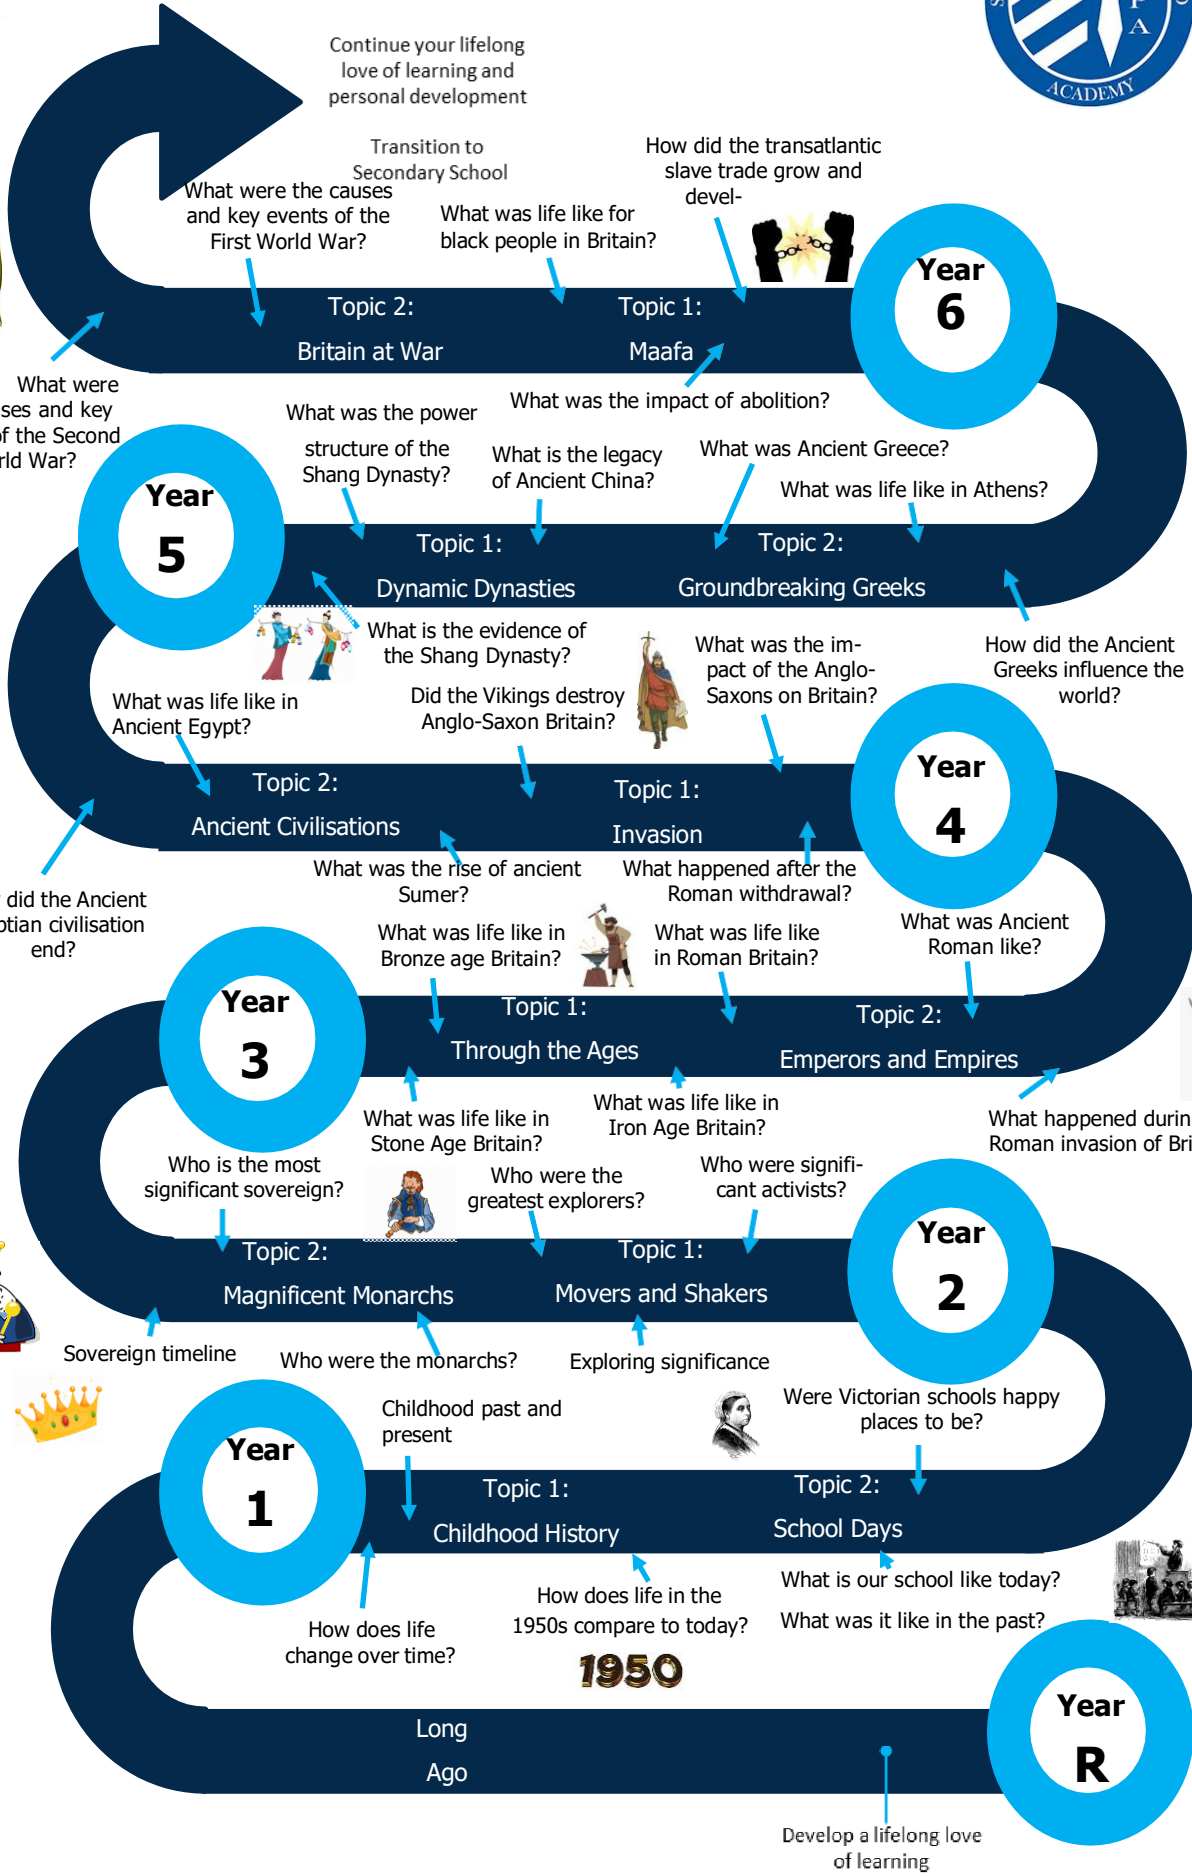 P
A
ACADEMY
Continue your lifelong
love of learning and
personal development
Transition to
Secondary School
How did the transatlantic
slave trade grow and
devel-
What were the causes
and key events of the
First World War?
What was life like for
black people in Britain?
Year
6
Topic 2:
Britain at War
Topic 1:
Maafa
What were
ses and key
of the Second
rld War?
What was the impact of abolition?
What was the power
structure of the
Shang Dynasty?
What is the legacy
of Ancient China?
What was Ancient Greece?
What was life like in Athens?
Year
5
Topic 1:
Dynamic Dynasties
Topic 2:
Groundbreaking Greeks
What is the evidence of
the Shang Dynasty?
What was the im-
pact of the Anglo-
Saxons on Britain?
How did the Ancient
Greeks influence the
world?
What was life like in
Ancient Egypt?
Did the Vikings destroy
Anglo-Saxon Britain?
Year
4
Topic 2:
Ancient Civilisations
Topic 1:
Invasion
did the Ancient
ptian civilisation
end?
What was the rise of ancient
Sumer?
What happened after the
Roman withdrawal?
What was life like in
Bronze age Britain?
What was life like
in Roman Britain?
What was Ancient
Roman like?
Year
3
Topic 1:
Through the Ages
Topic 2:
Emperors and Empires
What was life like in
Stone Age Britain?
What was life like in
Iron Age Britain?
What happened durin
Roman invasion of Bri
Who is the most
significant sovereign?
Who were the
greatest explorers?
Who were signifi-
cant activists?
Year
2
Topic 2:
Magnificent Monarchs
Topic 1:
Movers and Shakers
Sovereign timeline
Who were the monarchs?
Exploring significance
Childhood past and
present
Were Victorian schools happy
places to be?
Year
1
Topic 1:
Childhood History
Topic 2:
School Days
How does life
change over time?
How does life in the
1950s compare to today?
What is our school like today?
What was it like in the past?
1950
Year
R
Long
Ago
Develop a lifelong love
of learning